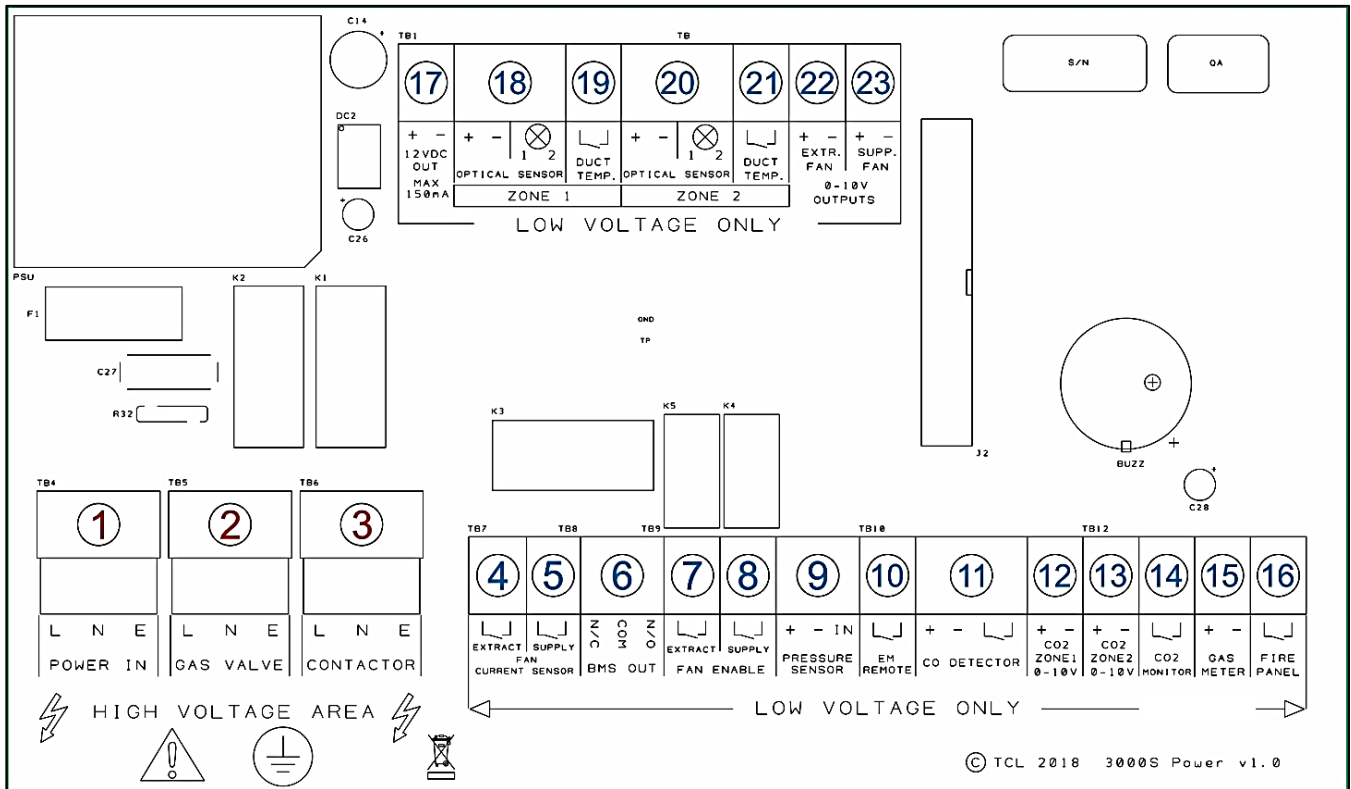 C14
TB1 TB
17 18 19 20 21 22 23
S/N QA
DC2
+ - + - 1 2 + - 1 2 + - + -
12VDC OUT MAX 150mA
OPTICAL SENSOR
DUCT TEMP.
OPTICAL SENSOR
DUCT TEMP.
EXTR. FAN
SUPP. FAN
0-10V OUTPUTS
ZONE 1 ZONE 2
LOW VOLTAGE ONLY
+
C26
PSU K2 K1
F1
GND
TP
C27
R32
K3 K5 K4
J2
+
BUZZ
+
C28
TB4 TB5 TB6
1 2 3
L N E L N E L N E
POWER IN GAS VALVE CONTACTOR
HIGH VOLTAGE AREA
TB7 TB8 TB9 TB10 TB12
4 5 6 7 8 9 10 11 12 13 14 15 16
EXTRACT SUPPLY
FAN
CURRENT SENSOR
N/C COM N/O
BMS OUT
EXTRACT SUPPLY
FAN ENABLE
+ - IN
PRESSURE
SENSOR
EM
REMOTE
+ -
CO DETECTOR
+ -
CO2
ZONE1
0-10V
+ -
CO2
ZONE2
0-10V
CO2
MONITOR
+ -
GAS
METER
FIRE
PANEL
LOW VOLTAGE ONLY
© TCL 2018 3000S Power v1.0